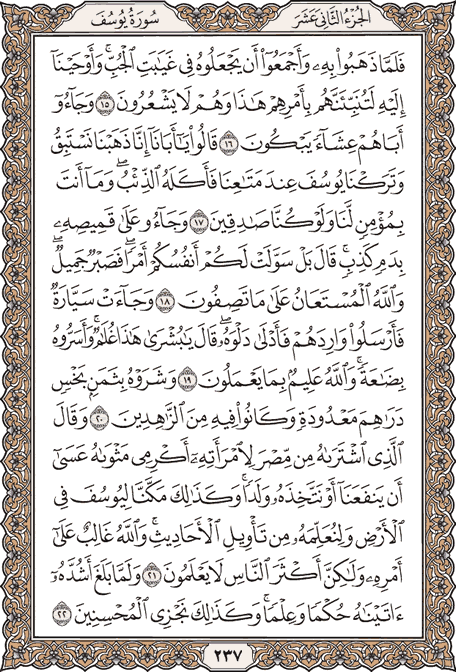 الجزء الثاني عشر سورة يوسف
فَلَمَّا ذَهَبُوا۟ بِهِۦ وَأَجْمَعُوٓا۟ أَن يَجْعَلُوهُ فِى غَيَٰبَتِ ٱلْجُبِّ ۚ وَأَوْحَيْنَآ
إِلَيْهِ لَتُنَبِّئَنَّهُم بِأَمْرِهِمْ هَٰذَا وَهُمْ لَا يَشْعُرُونَ ١٥ وَجَآءُوٓ
أَبَاهُمْ عِشَآءً يَبْكُونَ ١٦ قَالُوا۟ يَٰٓأَبَانَآ إِنَّا ذَهَبْنَا نَسْتَبِقُ
وَتَرَكْنَا يُوسُفَ عِندَ مَتَٰعِنَا فَأَكَلَهُ ٱلذِّئْبُ ۖ وَمَآ أَنتَ
بِمُؤْمِنٍ لَّنَا وَلَوْ كُنَّا صَٰدِقِينَ ١٧ وَجَآءُو عَلَىٰ قَمِيصِهِۦ
بِدَمٍ كَذِبٍ ۚ قَالَ بَلْ سَوَّلَتْ لَكُمْ أَنفُسُكُمْ أَمْرًا ۖ فَصَبْرٌ جَمِيلٌ ۖ
وَٱللَّهُ ٱلْمُسْتَعَانُ عَلَىٰ مَا تَصِفُونَ ١٨ وَجَآءَتْ سَيَّارَةٌ
فَأَرْسَلُوا۟ وَارِدَهُمْ فَأَدْلَىٰ دَلْوَهُۥ ۖ قَالَ يَٰبُشْرَىٰ هَٰذَا غُلَٰمٌ ۚ وَأَسَرُّوهُ
بِضَٰعَةً ۚ وَٱللَّهُ عَلِيمٌۢ بِمَا يَعْمَلُونَ ١٩ وَشَرَوْهُ بِثَمَنٍۭ بَخْسٍ
دَرَٰهِمَ مَعْدُودَةٍ وَكَانُوا۟ فِيهِ مِنَ ٱلزَّٰهِدِينَ ٢٠ وَقَالَ
ٱلَّذِى ٱشْتَرَىٰهُ مِن مِّصْرَ لِٱمْرَأَتِهِۦٓ أَكْرِمِى مَثْوَىٰهُ عَسَىٰٓ
أَن يَنفَعَنَآ أَوْ نَتَّخِذَهُۥ وَلَدًا ۚ وَكَذَٰلِكَ مَكَّنَّا لِيُوسُفَ فِى
ٱلْأَرْضِ وَلِنُعَلِّمَهُۥ مِن تَأْوِيلِ ٱلْأَحَادِيثِ ۚ وَٱللَّهُ غَالِبٌ عَلَىٰٓ
أَمْرِهِۦ وَلَٰكِنَّ أَكْثَرَ ٱلنَّاسِ لَا يَعْلَمُونَ ٢١ وَلَمَّا بَلَغَ أَشُدَّهُۥٓ
ءَاتَيْنَٰهُ حُكْمًا وَعِلْمًا ۚ وَكَذَٰلِكَ نَجْزِى ٱلْمُحْسِنِينَ ٢٢
٢٣٧